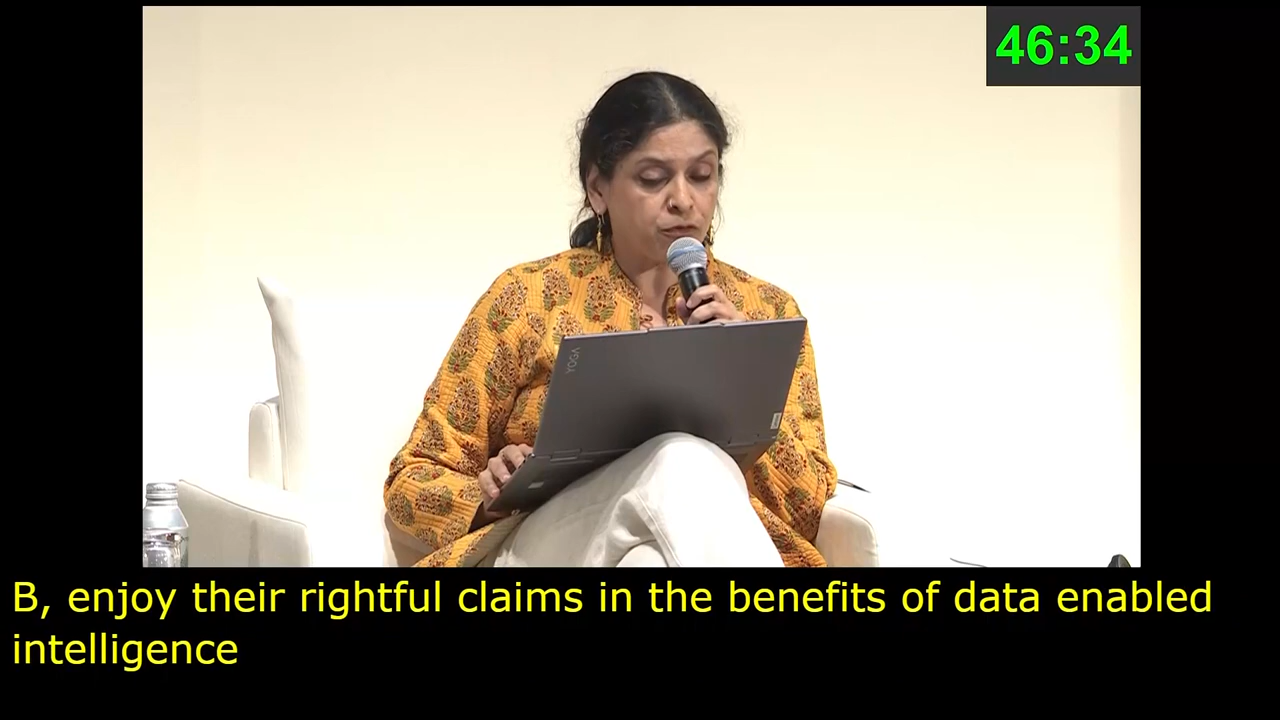 46:34
YOGA
B, enjoy their rightful claims in the benefits of data enabled
intelligence